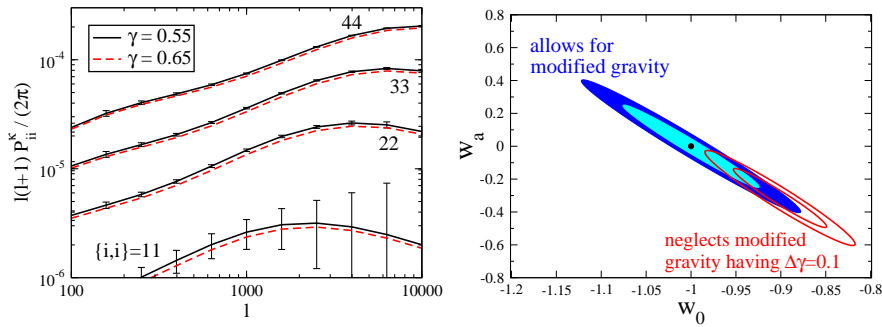 10⁻⁴
10⁻⁵
10⁻⁶
l(l+1) P^κ_ii / (2π)
γ = 0.55
γ = 0.65
44
33
22
{i,i}=11
100
1000
10000
l
0.8
0.6
0.4
0.2
0
-0.2
-0.4
-0.6
-0.8
w_a
allows for
modified gravity
neglects modified
gravity having Δγ=0.1
-1.2
-1.15
-1.1
-1.05
-1
-0.95
-0.9
-0.85
-0.8
w_0